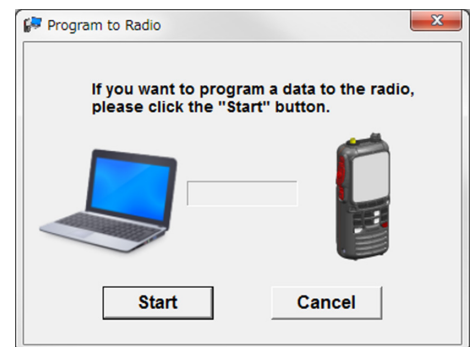 Program to Radio
If you want to program a data to the radio,
please click the "Start" button.
Start
Cancel